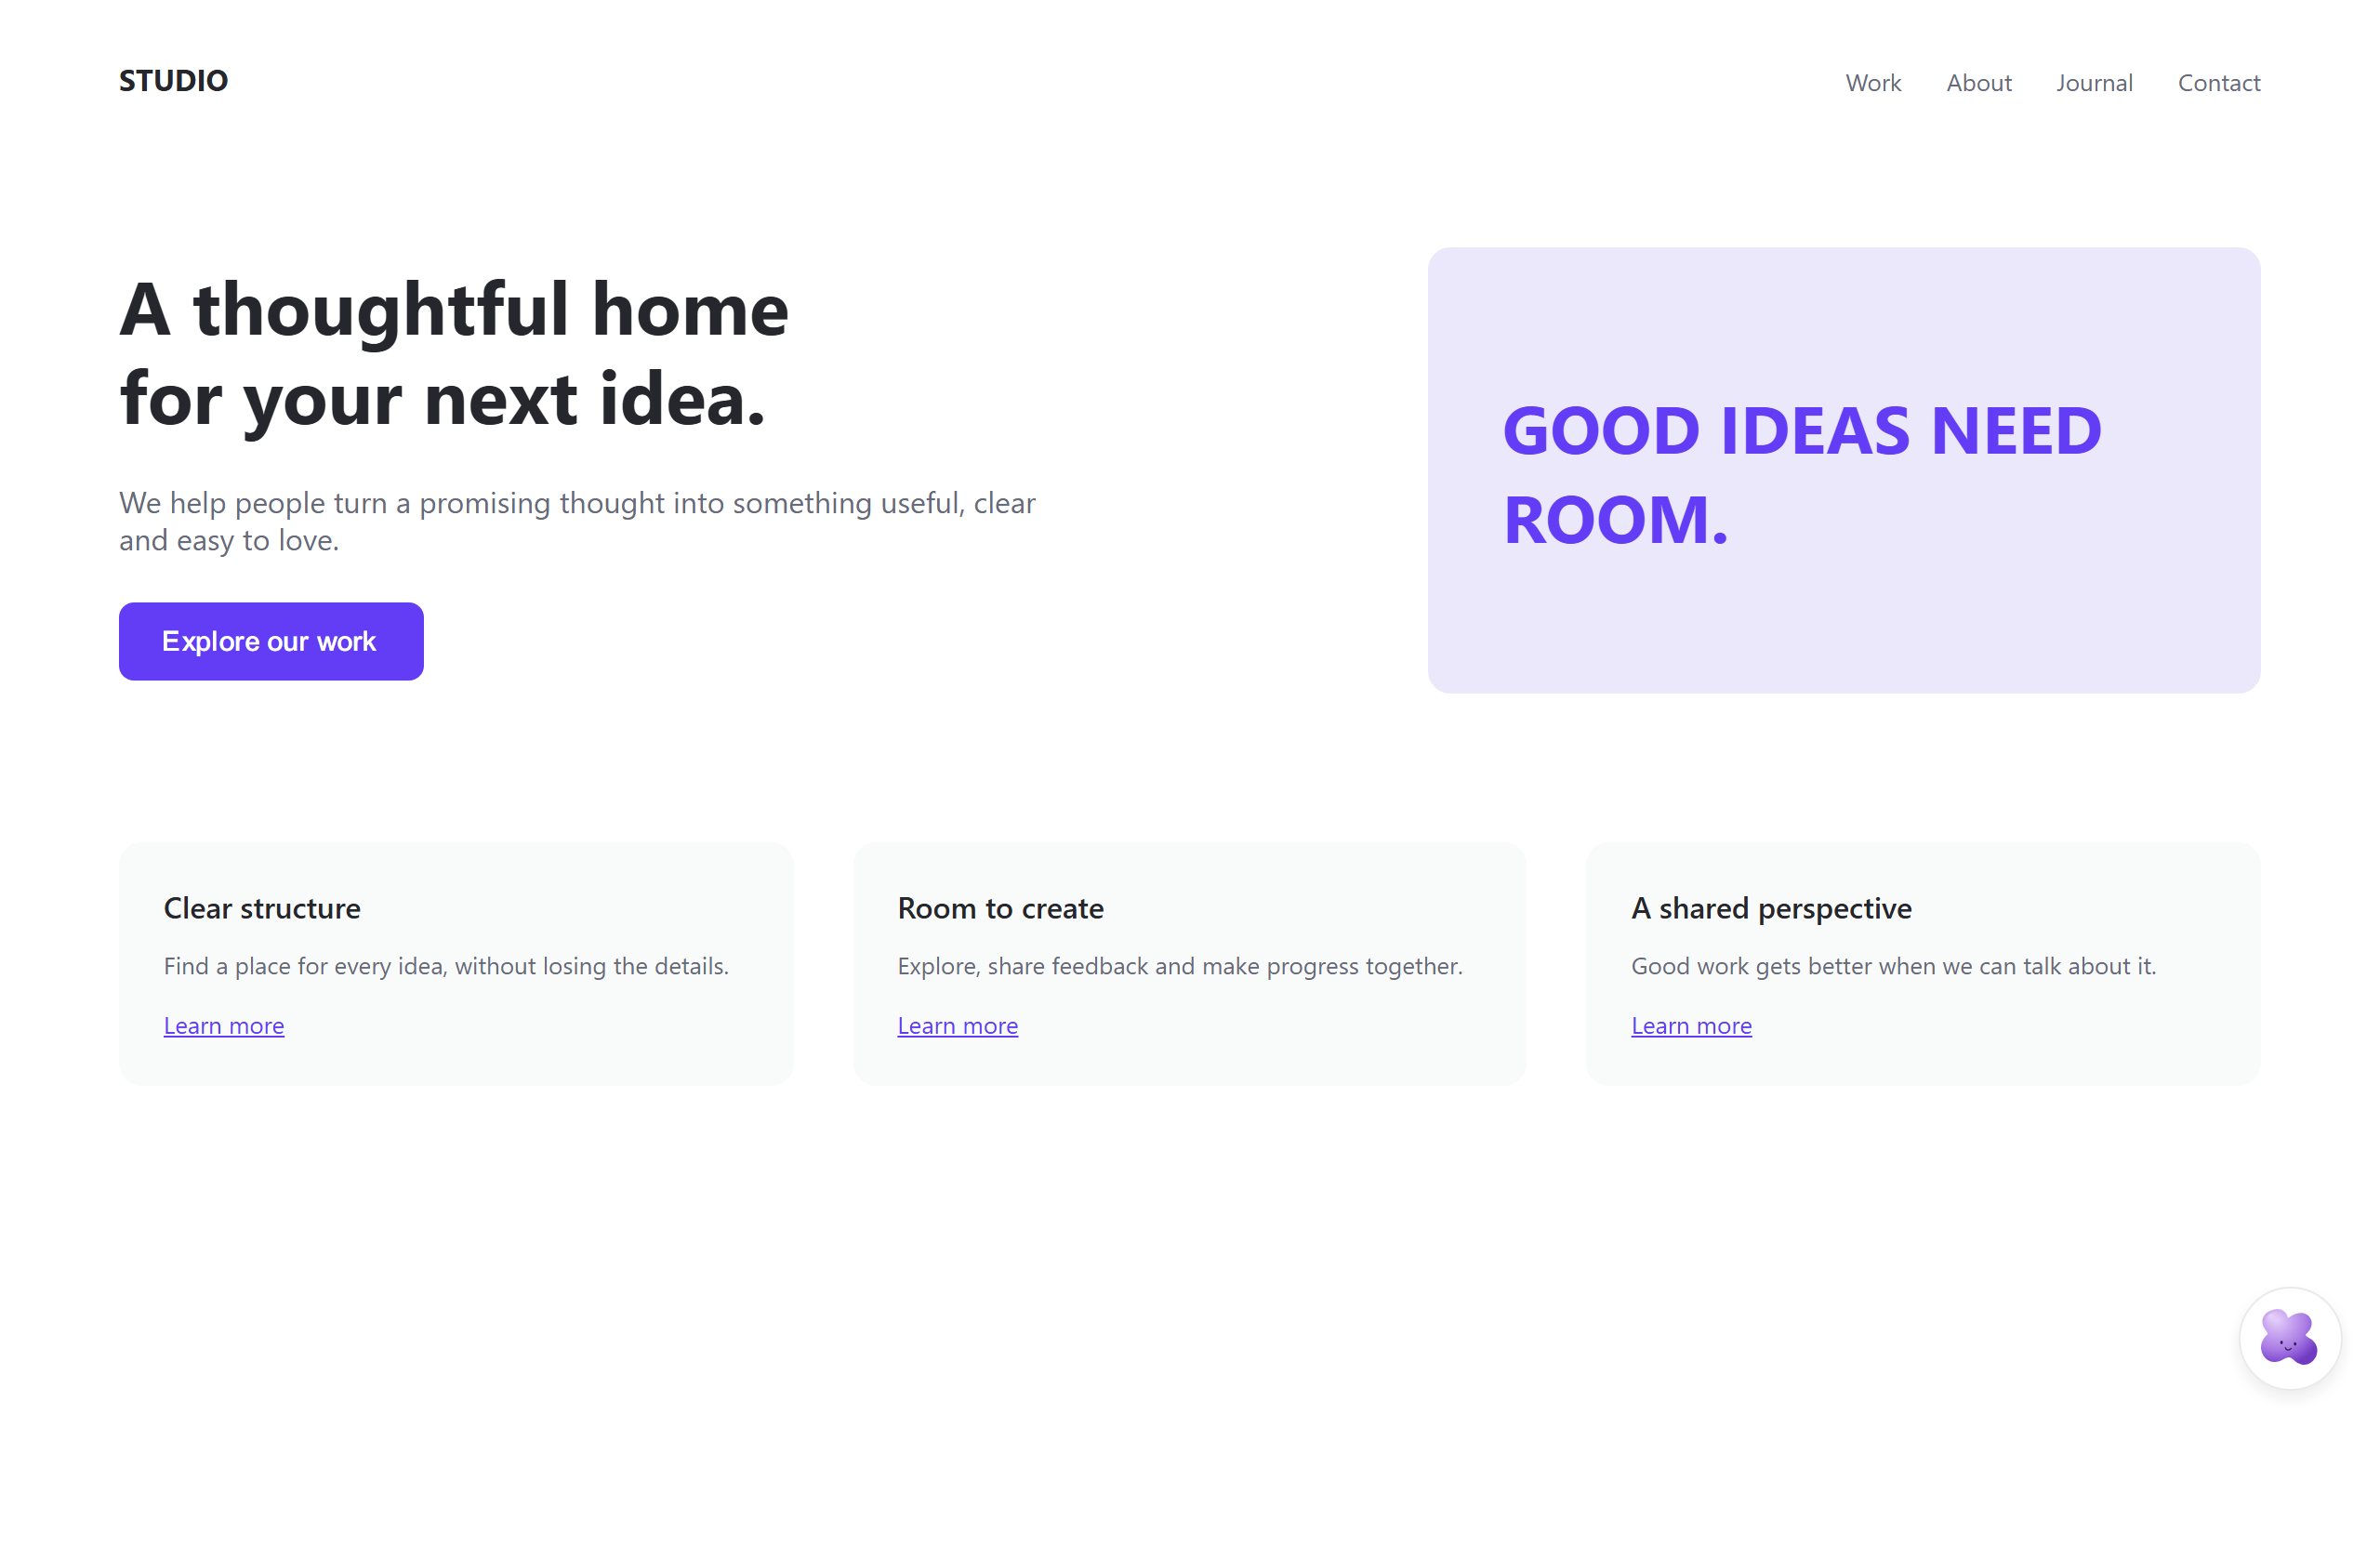 STUDIO
Work
About
Journal
Contact
A thoughtful home
for your next idea.
We help people turn a promising thought into something useful, clear
and easy to love.
Explore our work
GOOD IDEAS NEED
ROOM.
Clear structure
Find a place for every idea, without losing the details.
Learn more
Room to create
Explore, share feedback and make progress together.
Learn more
A shared perspective
Good work gets better when we can talk about it.
Learn more